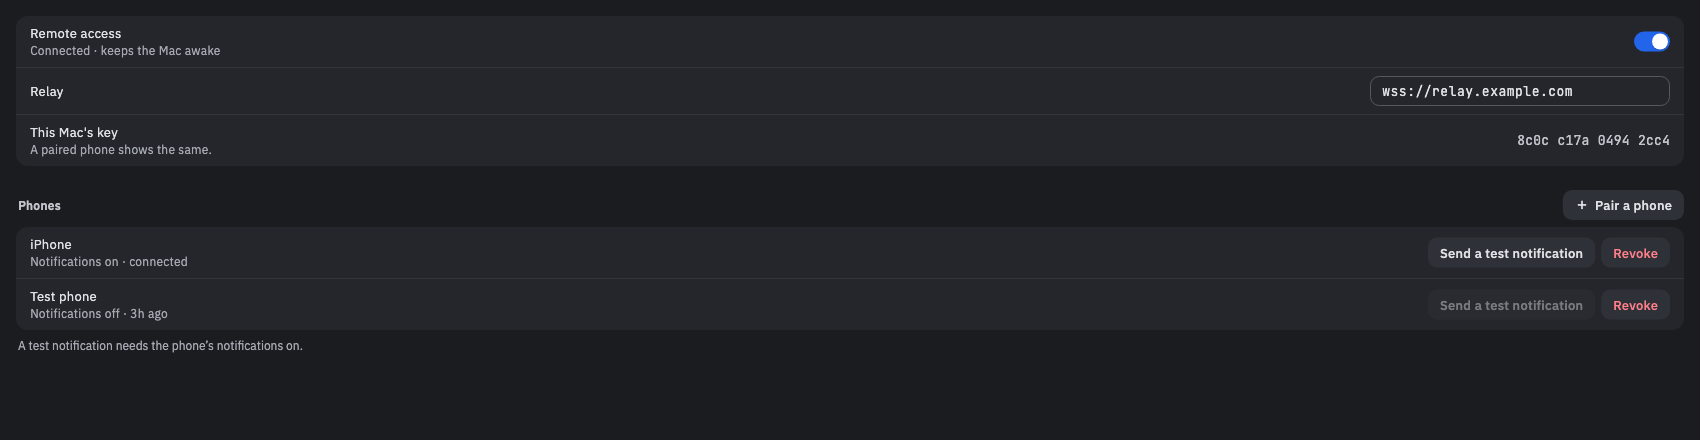 Remote access
Connected · keeps the Mac awake
Relay
wss://relay.example.com
This Mac's key
A paired phone shows the same.
8c0c c17a 0494 2cc4
Phones
+ Pair a phone
iPhone
Notifications on · connected
Send a test notification
Revoke
Test phone
Notifications off · 3h ago
Send a test notification
Revoke
A test notification needs the phone’s notifications on.